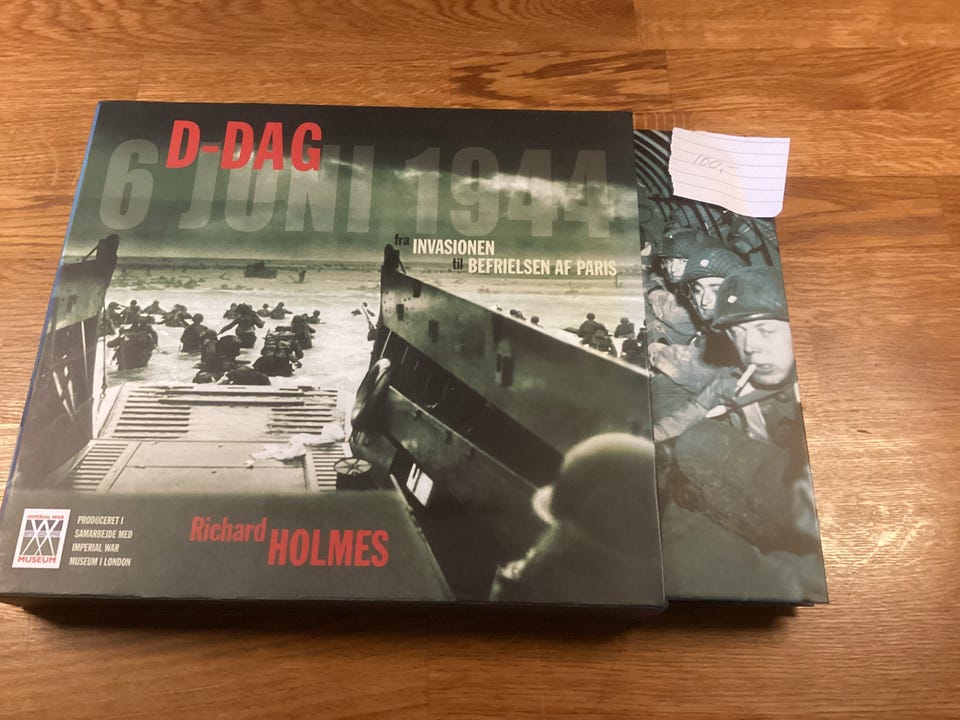 D-DAG
6 JUNI 1944
fra INVASIONEN
til BEFRIELSEN AF PARIS
100,-
Richard HOLMES
IMPERIAL WAR
MUSEUM
PRODUCERET I
SAMARBEJDE MED
IMPERIAL WAR
MUSEUM I LONDON